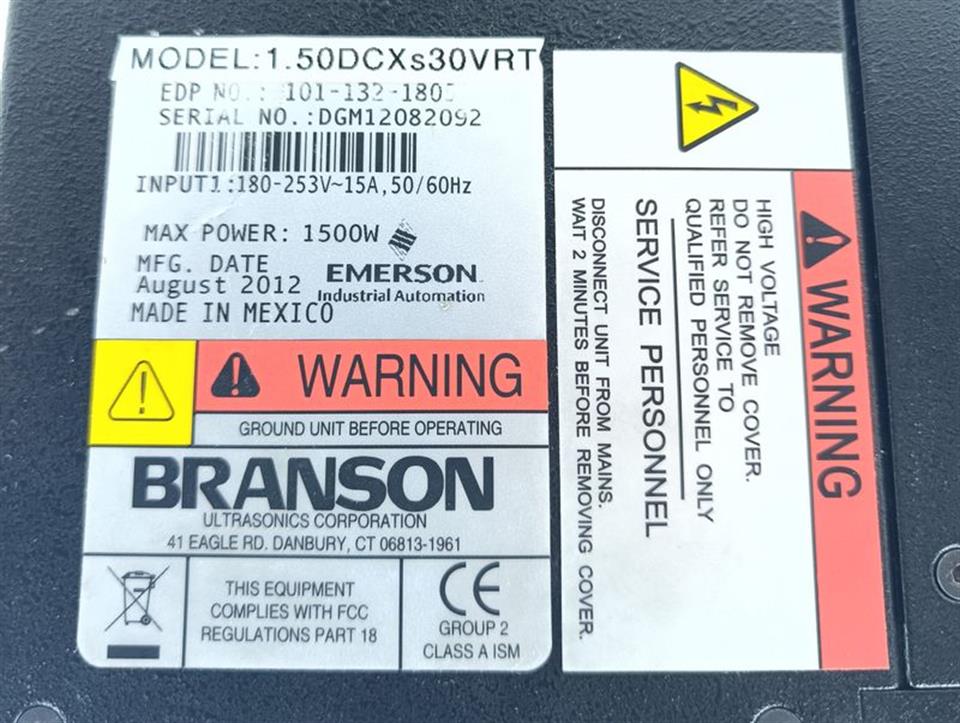 MODEL:1.50DCXs30VRT
EDP NO.: 101-132-1805
SERIAL NO.:DGM12082092
INPUT1:180-253V~15A,50/60Hz
MAX POWER: 1500W
MFG. DATE
August 2012
MADE IN MEXICO
EMERSON
Industrial Automation
WARNING
GROUND UNIT BEFORE OPERATING
BRANSON
ULTRASONICS CORPORATION
41 EAGLE RD. DANBURY, CT 06813-1961
THIS EQUIPMENT
COMPLIES WITH FCC
REGULATIONS PART 18
CE
GROUP 2
CLASS A ISM
WARNING
HIGH VOLTAGE
DO NOT REMOVE COVER.
REFER SERVICE TO
QUALIFIED PERSONNEL ONLY
SERVICE PERSONNEL
DISCONNECT UNIT FROM MAINS.
WAIT 2 MINUTES BEFORE REMOVING COVER.